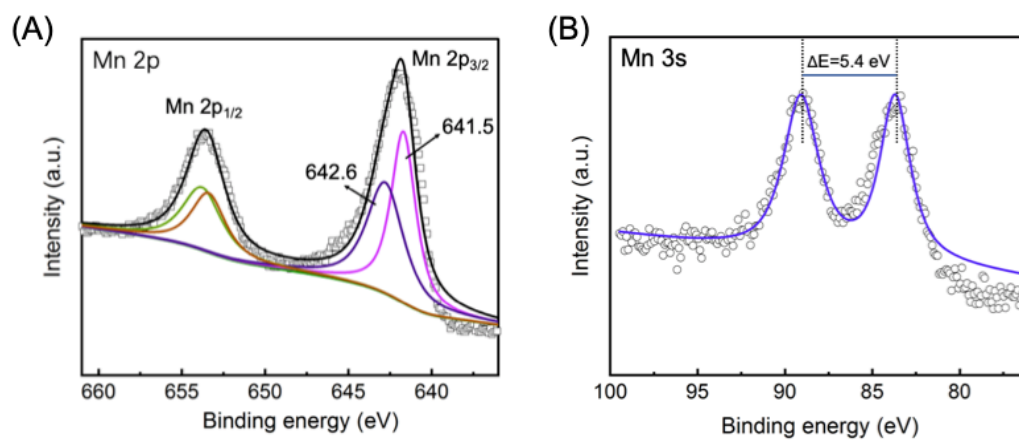 (A)
Mn 2p
Mn 2p3/2
Mn 2p1/2
642.6
641.5
Intensity (a.u.)
660 655 650 645 640
Binding energy (eV)
(B)
Mn 3s
ΔE=5.4 eV
Intensity (a.u.)
100 95 90 85 80
Binding energy (eV)